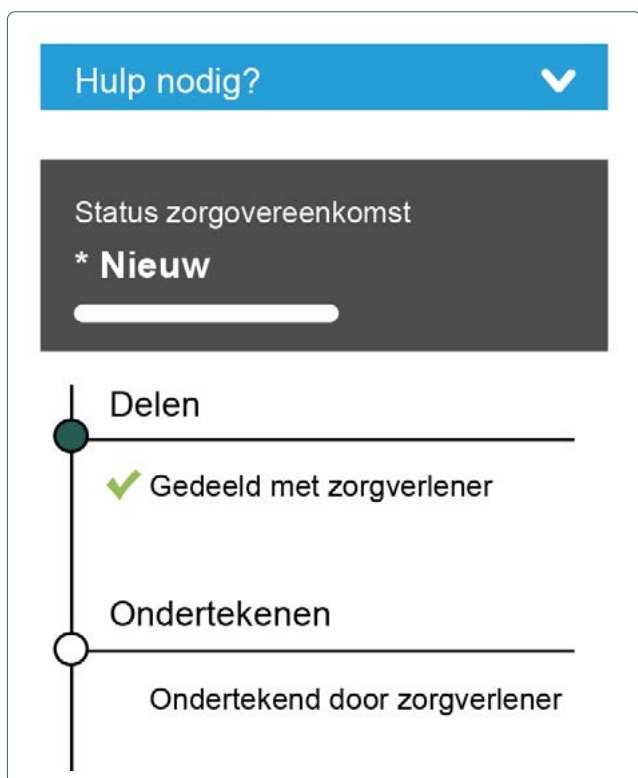 Hulp nodig?
Status zorgovereenkomst
* Nieuw
Delen
Gedeeld met zorgverlener
Ondertekenen
Ondertekend door zorgverlener